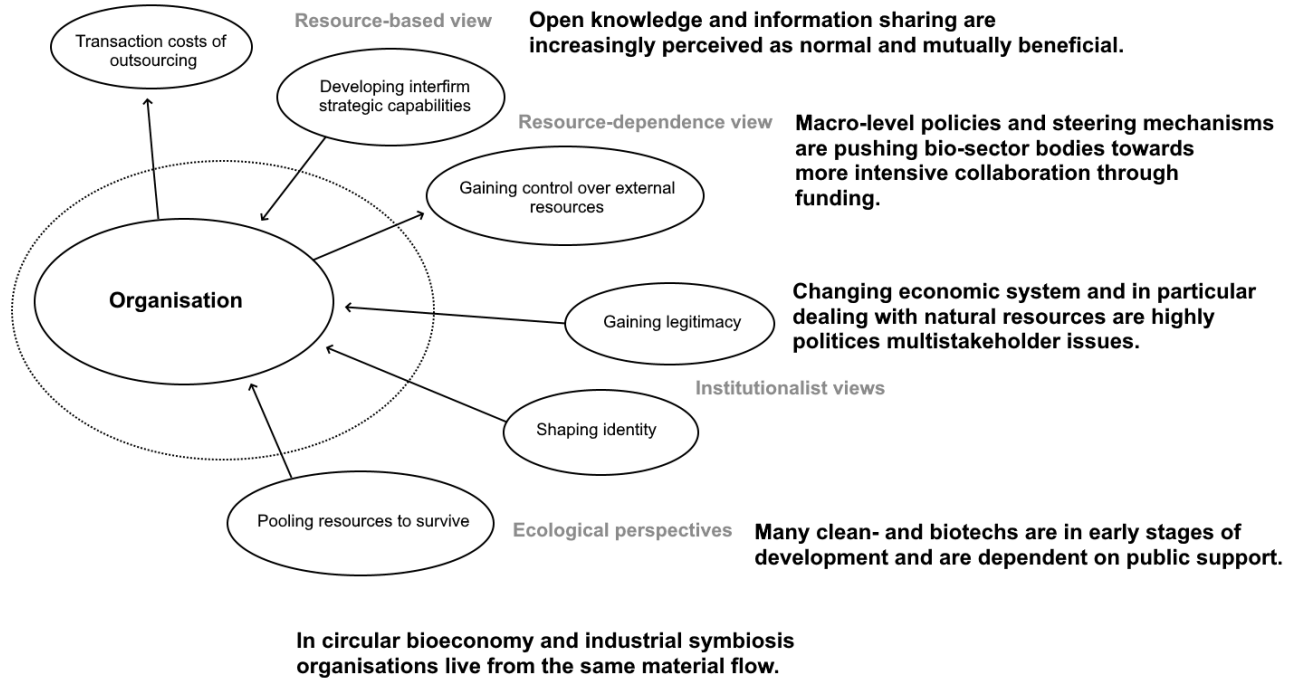 Resource-based view
Open knowledge and information sharing are
increasingly perceived as normal and mutually beneficial.
Transaction costs of
outsourcing
Developing interfirm
strategic capabilities
Resource-dependence view
Macro-level policies and steering mechanisms
are pushing bio-sector bodies towards
more intensive collaboration through
funding.
Gaining control over external
resources
Organisation
Gaining legitimacy
Changing economic system and in particular
dealing with natural resources are highly
politices multistakeholder issues.
Institutionalist views
Shaping identity
Pooling resources to survive
Ecological perspectives
Many clean- and biotechs are in early stages of
development and are dependent on public support.
In circular bioeconomy and industrial symbiosis
organisations live from the same material flow.